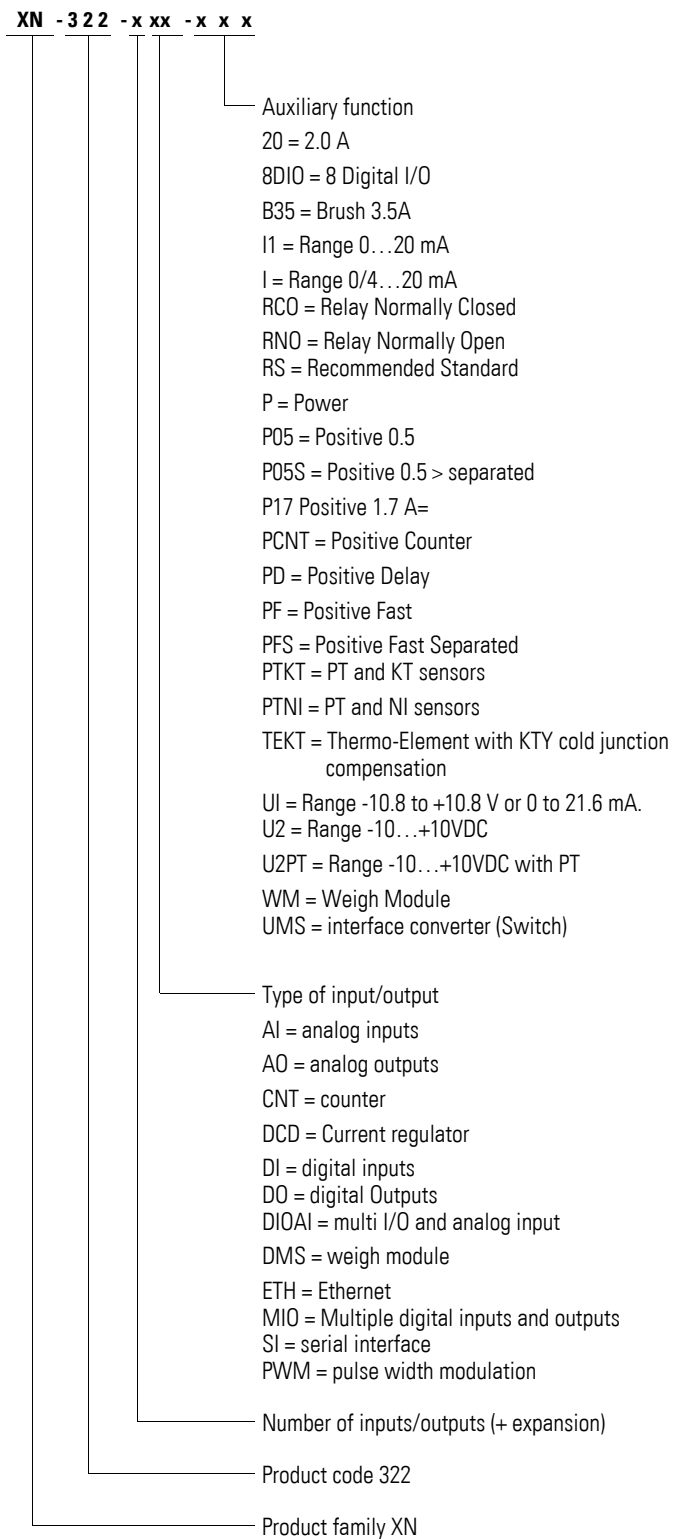 XN - 3 2 2 - x xx - x x x
Auxiliary function
20 = 2.0 A
8DIO = 8 Digital I/O
B35 = Brush 3.5A
I1 = Range 0…20 mA
I = Range 0/4…20 mA
RCO = Relay Normally Closed
RNO = Relay Normally Open
RS = Recommended Standard
P = Power
P05 = Positive 0.5
P05S = Positive 0.5 > separated
P17 Positive 1.7 A=
PCNT = Positive Counter
PD = Positive Delay
PF = Positive Fast
PFS = Positive Fast Separated
PTKT = PT and KT sensors
PTNI = PT and NI sensors
TEKT = Thermo-Element with KTY cold junction
compensation
UI = Range -10.8 to +10.8 V or 0 to 21.6 mA.
U2 = Range -10…+10VDC
U2PT = Range -10…+10VDC with PT
WM = Weigh Module
UMS = interface converter (Switch)
Type of input/output
AI = analog inputs
AO = analog outputs
CNT = counter
DCD = Current regulator
DI = digital inputs
DO = digital Outputs
DIOAI = multi I/O and analog input
DMS = weigh module
ETH = Ethernet
MIO = Multiple digital inputs and outputs
SI = serial interface
PWM = pulse width modulation
Number of inputs/outputs (+ expansion)
Product code 322
Product family XN